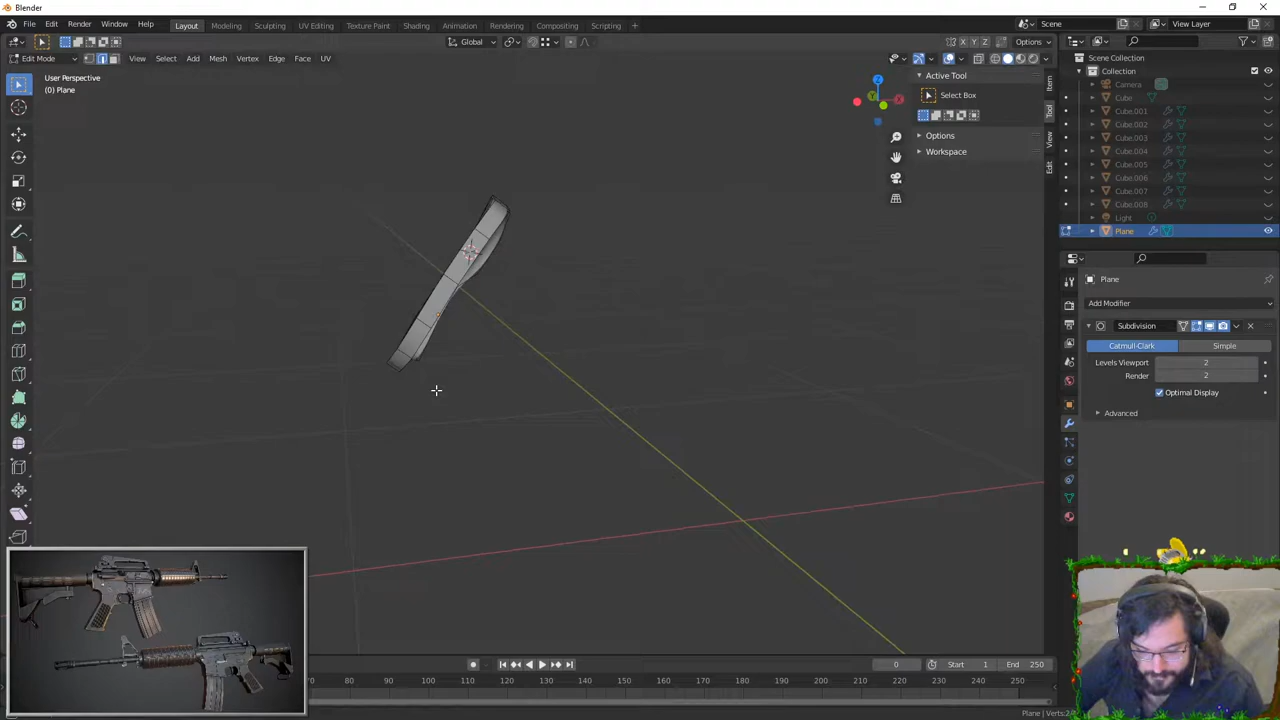 Blender
File Edit Render Window Help Layout Modeling Sculpting UV Editing Texture Paint Shading Animation Rendering Compositing Scripting + Scene View Layer
Global X Y Z Options
Edit Mode View Select Add Mesh Vertex Edge Face UV
User Perspective
(0) Plane
Active Tool
Select Box
Options
Workspace
Item
Tool
View
Edit
Z
Scene Collection
Collection
Camera
Cube
Cube.001
Cube.002
Cube.003
Cube.004
Cube.005
Cube.006
Cube.007
Cube.008
Light
Plane
Plane
Add Modifier
Subdivision
Catmull-Clark Simple
Levels Viewport 2
Render 2
Optimal Display
Advanced
0 Start 1 End 250
70 80 90 100 110 120 130 140 150 160 170 180 190 200 210 220 230 240 250